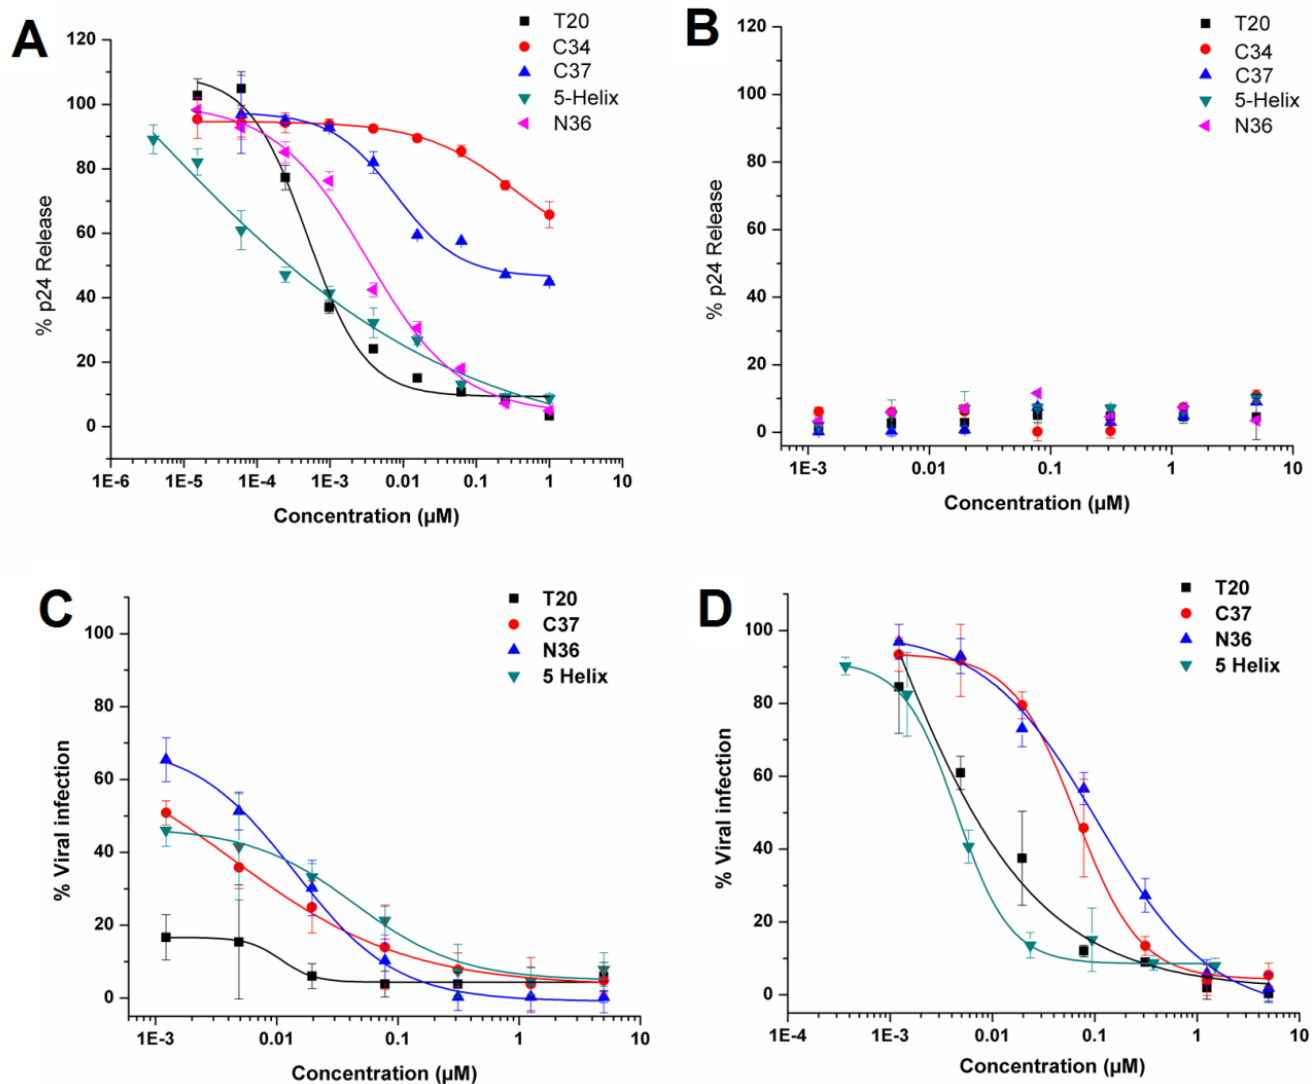 A
T20
C34
C37
5-Helix
N36
120
100
80
60
40
20
0
% p24 Release
1E-6 1E-5 1E-4 1E-3 0.01 0.1 1 10
Concentration (µM)
B
T20
C34
C37
5-Helix
N36
120
100
80
60
40
20
0
% p24 Release
1E-3 0.01 0.1 1 10
Concentration (µM)
C
T20
C37
N36
5 Helix
100
80
60
40
20
0
% Viral infection
1E-3 0.01 0.1 1 10
Concentration (µM)
D
T20
C37
N36
5 Helix
100
80
60
40
20
0
% Viral infection
1E-4 1E-3 0.01 0.1 1 10
Concentration (µM)